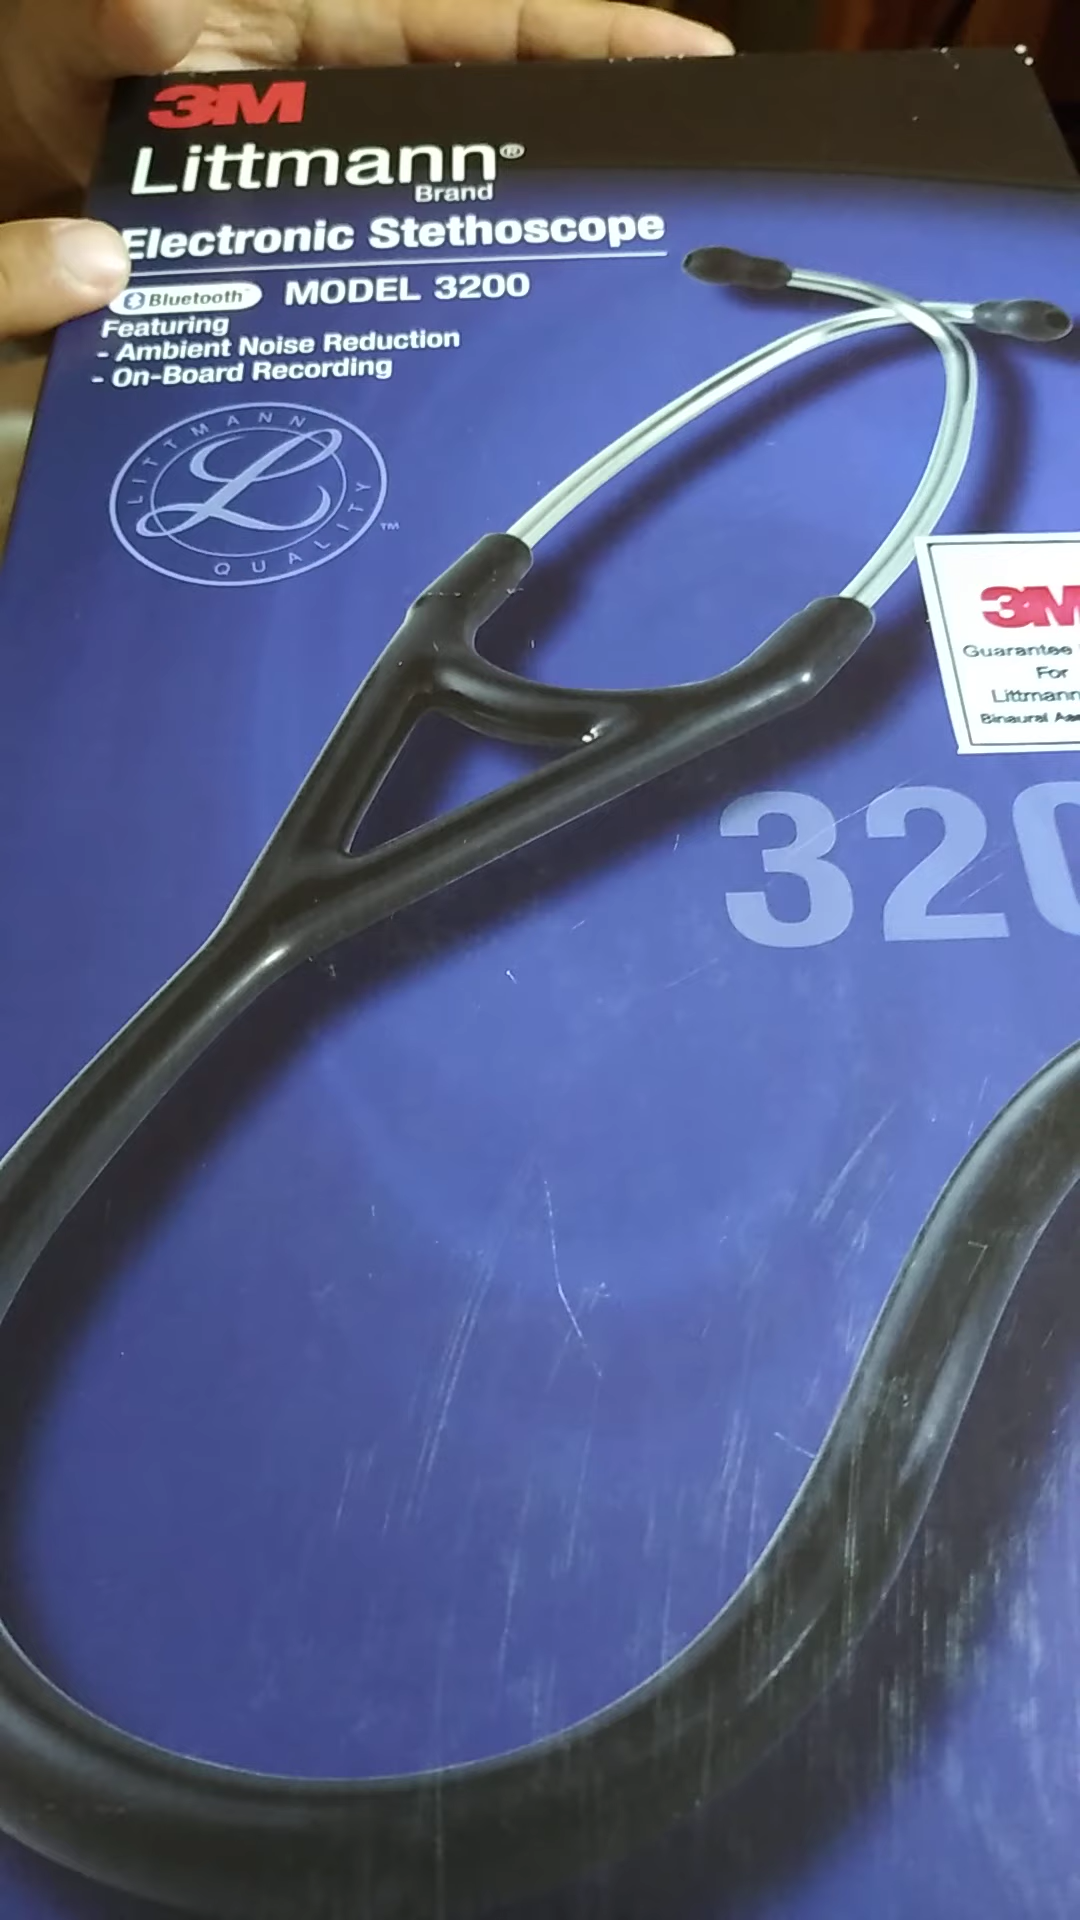 3M
Littmann®
Brand
Electronic Stethoscope
Bluetooth™ MODEL 3200
Featuring
- Ambient Noise Reduction
- On-Board Recording
LITTMANN
L
QUALITY
TM
3M
Guarantee
For
Littmann
Binaural
320